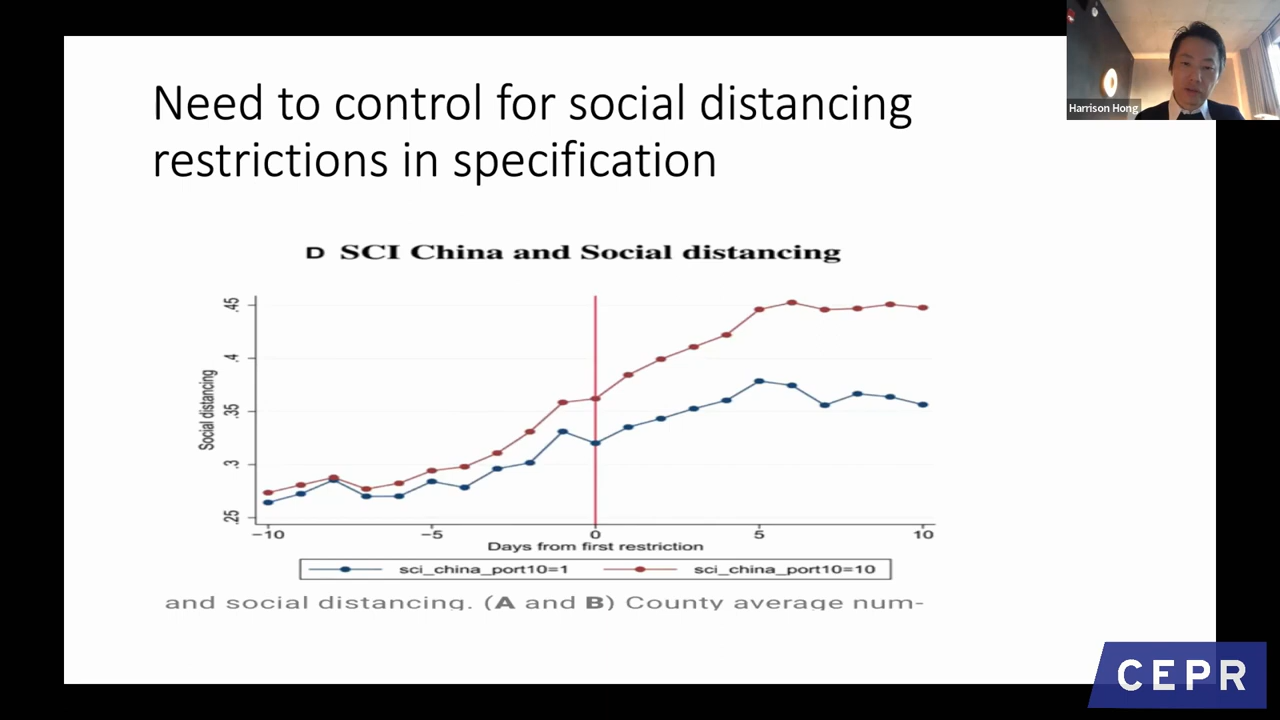 Harrison Hong
Need to control for social distancing
restrictions in specification
D SCI China and Social distancing
Social distancing
.45
.4
.35
.3
.25
−10
−5
0
5
10
Days from first restriction
sci_china_port10=1
sci_china_port10=10
and social distancing. (A and B) County average num-
CEPR